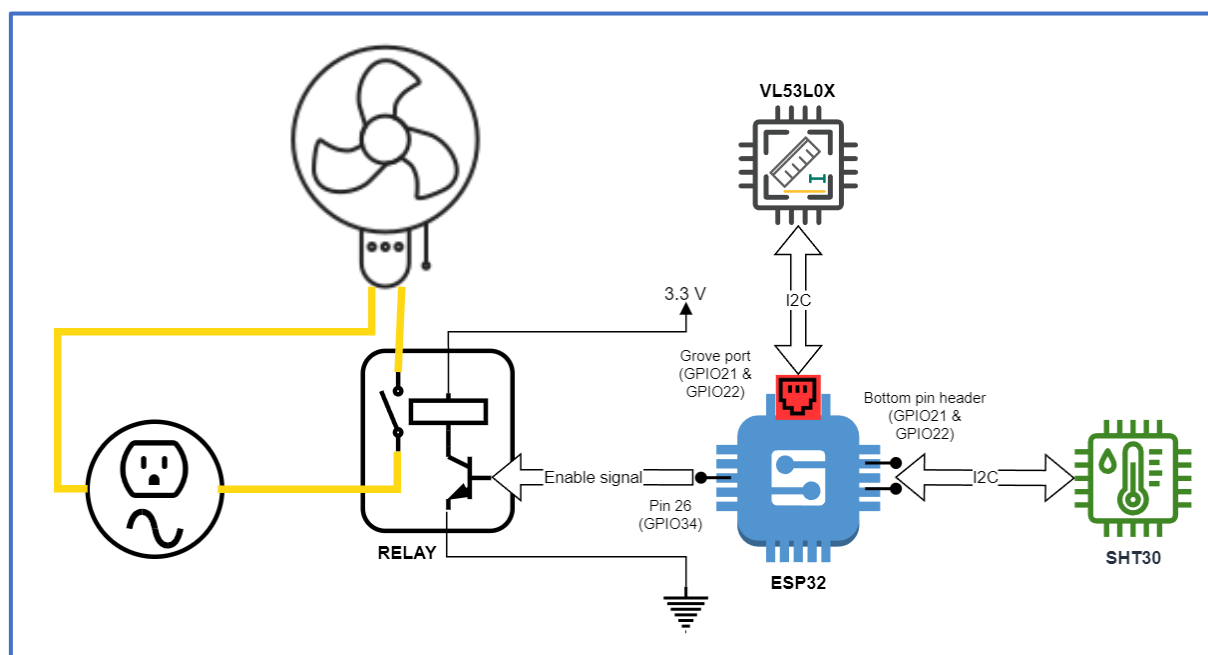 VL53L0X
I2C
3.3 V
Grove port
(GPIO21 &
GPIO22)
Bottom pin header
(GPIO21 &
GPIO22)
Enable signal
I2C
Pin 26
(GPIO34)
RELAY
SHT30
ESP32